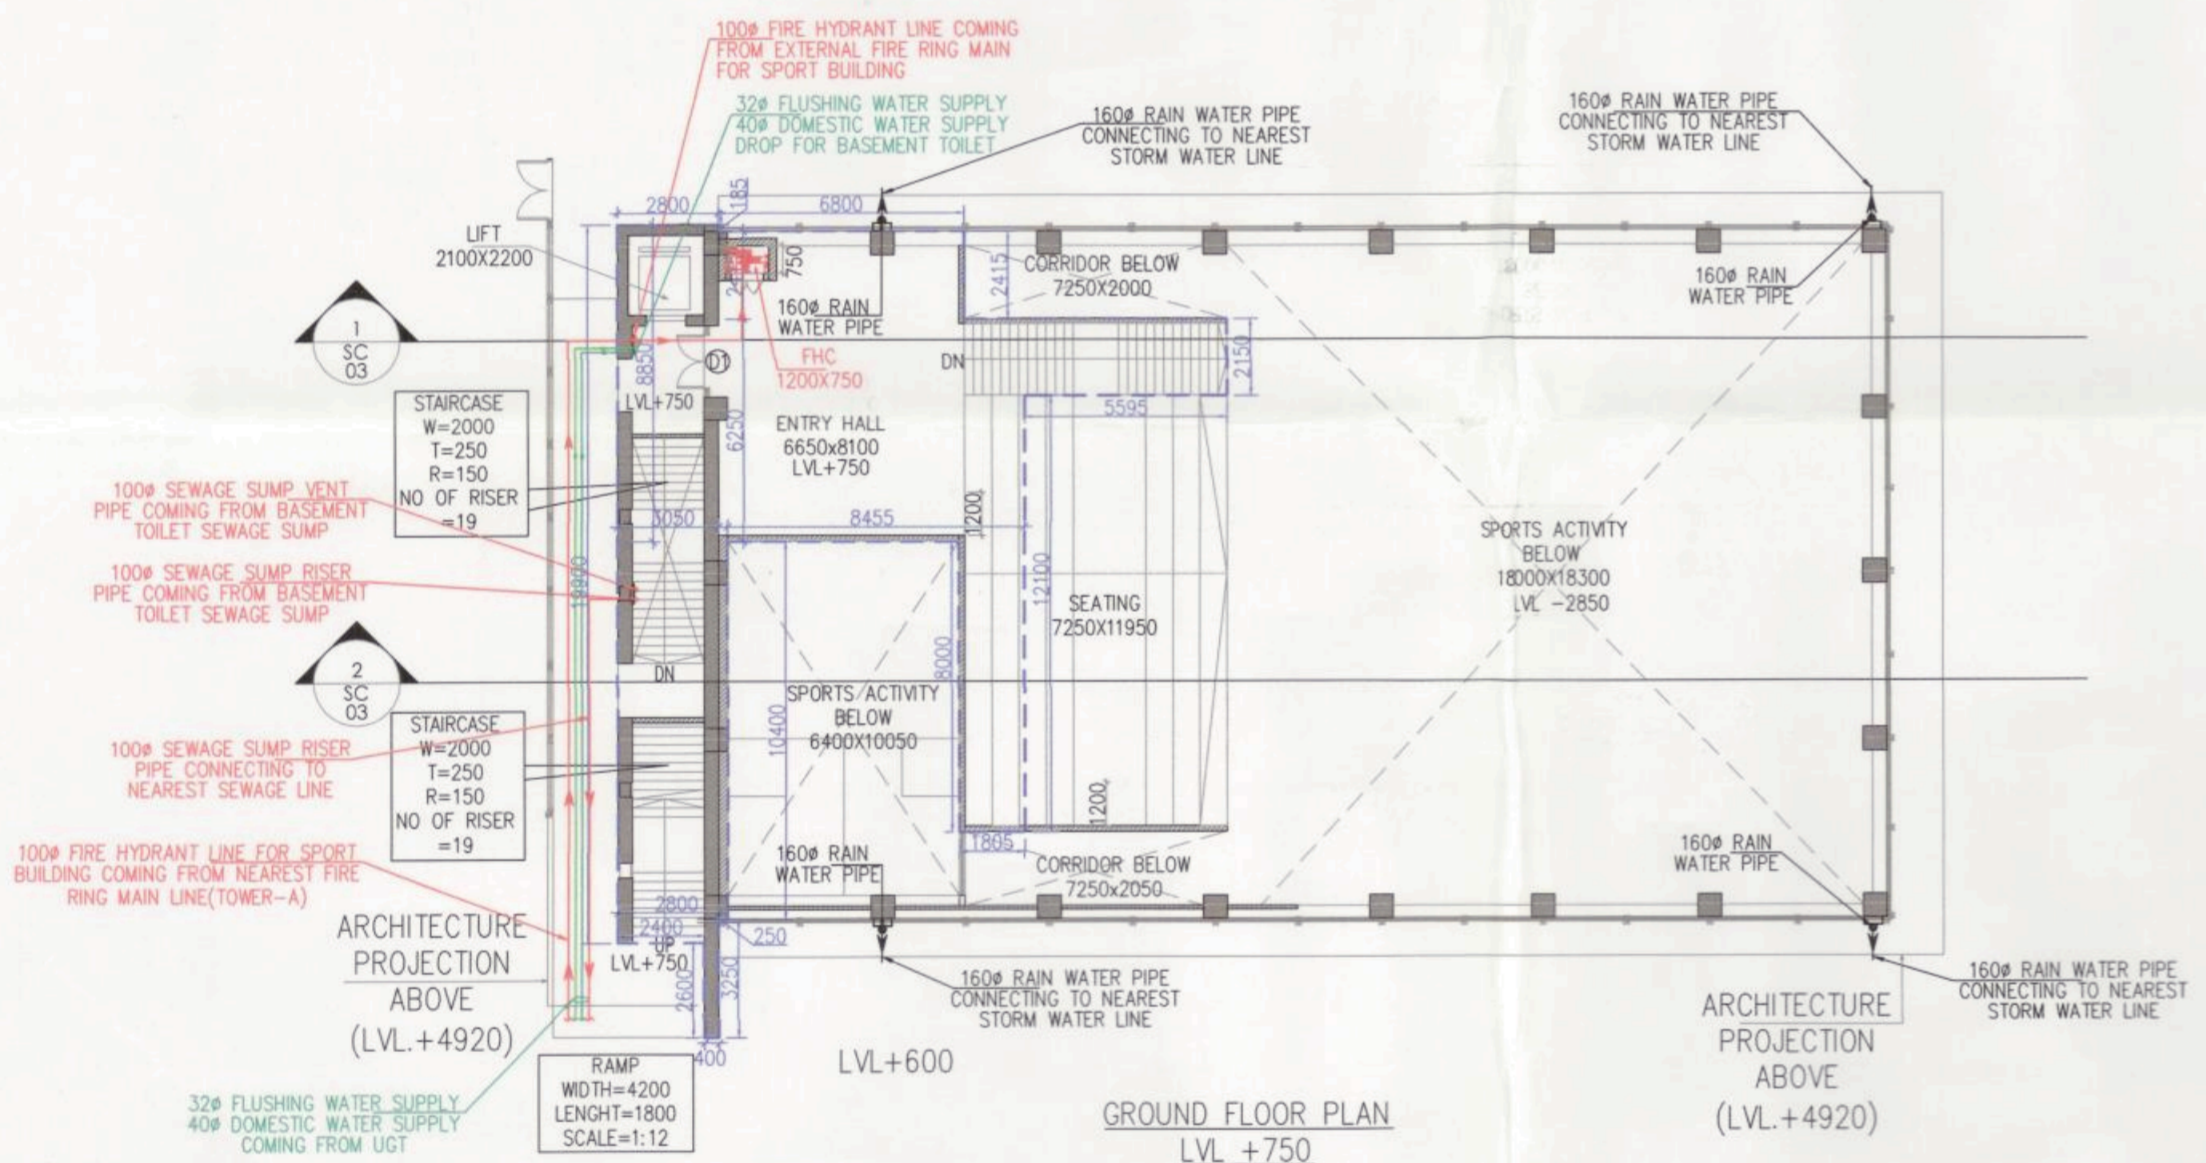 100ø FIRE HYDRANT LINE COMING
FROM EXTERNAL FIRE RING MAIN
FOR SPORT BUILDING
32ø FLUSHING WATER SUPPLY
40ø DOMESTIC WATER SUPPLY
DROP FOR BASEMENT TOILET
160ø RAIN WATER PIPE
CONNECTING TO NEAREST
STORM WATER LINE
160ø RAIN WATER PIPE
CONNECTING TO NEAREST
STORM WATER LINE
2800
185
6800
LIFT
2100X2200
750
2415
CORRIDOR BELOW
7250X2000
160ø RAIN
WATER PIPE
160ø RAIN
WATER PIPE
1
SC
03
8850
D1
FHC
1200X750
DN
2150
STAIRCASE
W=2000
T=250
R=150
NO OF RISER
=19
LVL+750
6250
ENTRY HALL
6650x8100
LVL+750
5595
100ø SEWAGE SUMP VENT
PIPE COMING FROM BASEMENT
TOILET SEWAGE SUMP
3050
8455
1200
SPORTS ACTIVITY
BELOW
18000X18300
LVL -2850
100ø SEWAGE SUMP RISER
PIPE COMING FROM BASEMENT
TOILET SEWAGE SUMP
19900
12100
SEATING
7250X11950
8000
2
SC
03
DN
SPORTS ACTIVITY
BELOW
6400X10050
10400
STAIRCASE
W=2000
T=250
R=150
NO OF RISER
=19
100ø SEWAGE SUMP RISER
PIPE CONNECTING TO
NEAREST SEWAGE LINE
1200
1805
100ø FIRE HYDRANT LINE FOR SPORT
BUILDING COMING FROM NEAREST FIRE
RING MAIN LINE(TOWER-A)
160ø RAIN
WATER PIPE
CORRIDOR BELOW
7250x2050
160ø RAIN
WATER PIPE
2800
2400
250
UP
LVL+750
2600
3250
400
ARCHITECTURE
PROJECTION
ABOVE
(LVL.+4920)
160ø RAIN WATER PIPE
CONNECTING TO NEAREST
STORM WATER LINE
160ø RAIN WATER PIPE
CONNECTING TO NEAREST
STORM WATER LINE
ARCHITECTURE
PROJECTION
ABOVE
(LVL.+4920)
LVL+600
RAMP
WIDTH=4200
LENGHT=1800
SCALE=1:12
32ø FLUSHING WATER SUPPLY
40ø DOMESTIC WATER SUPPLY
COMING FROM UGT
GROUND FLOOR PLAN
LVL +750